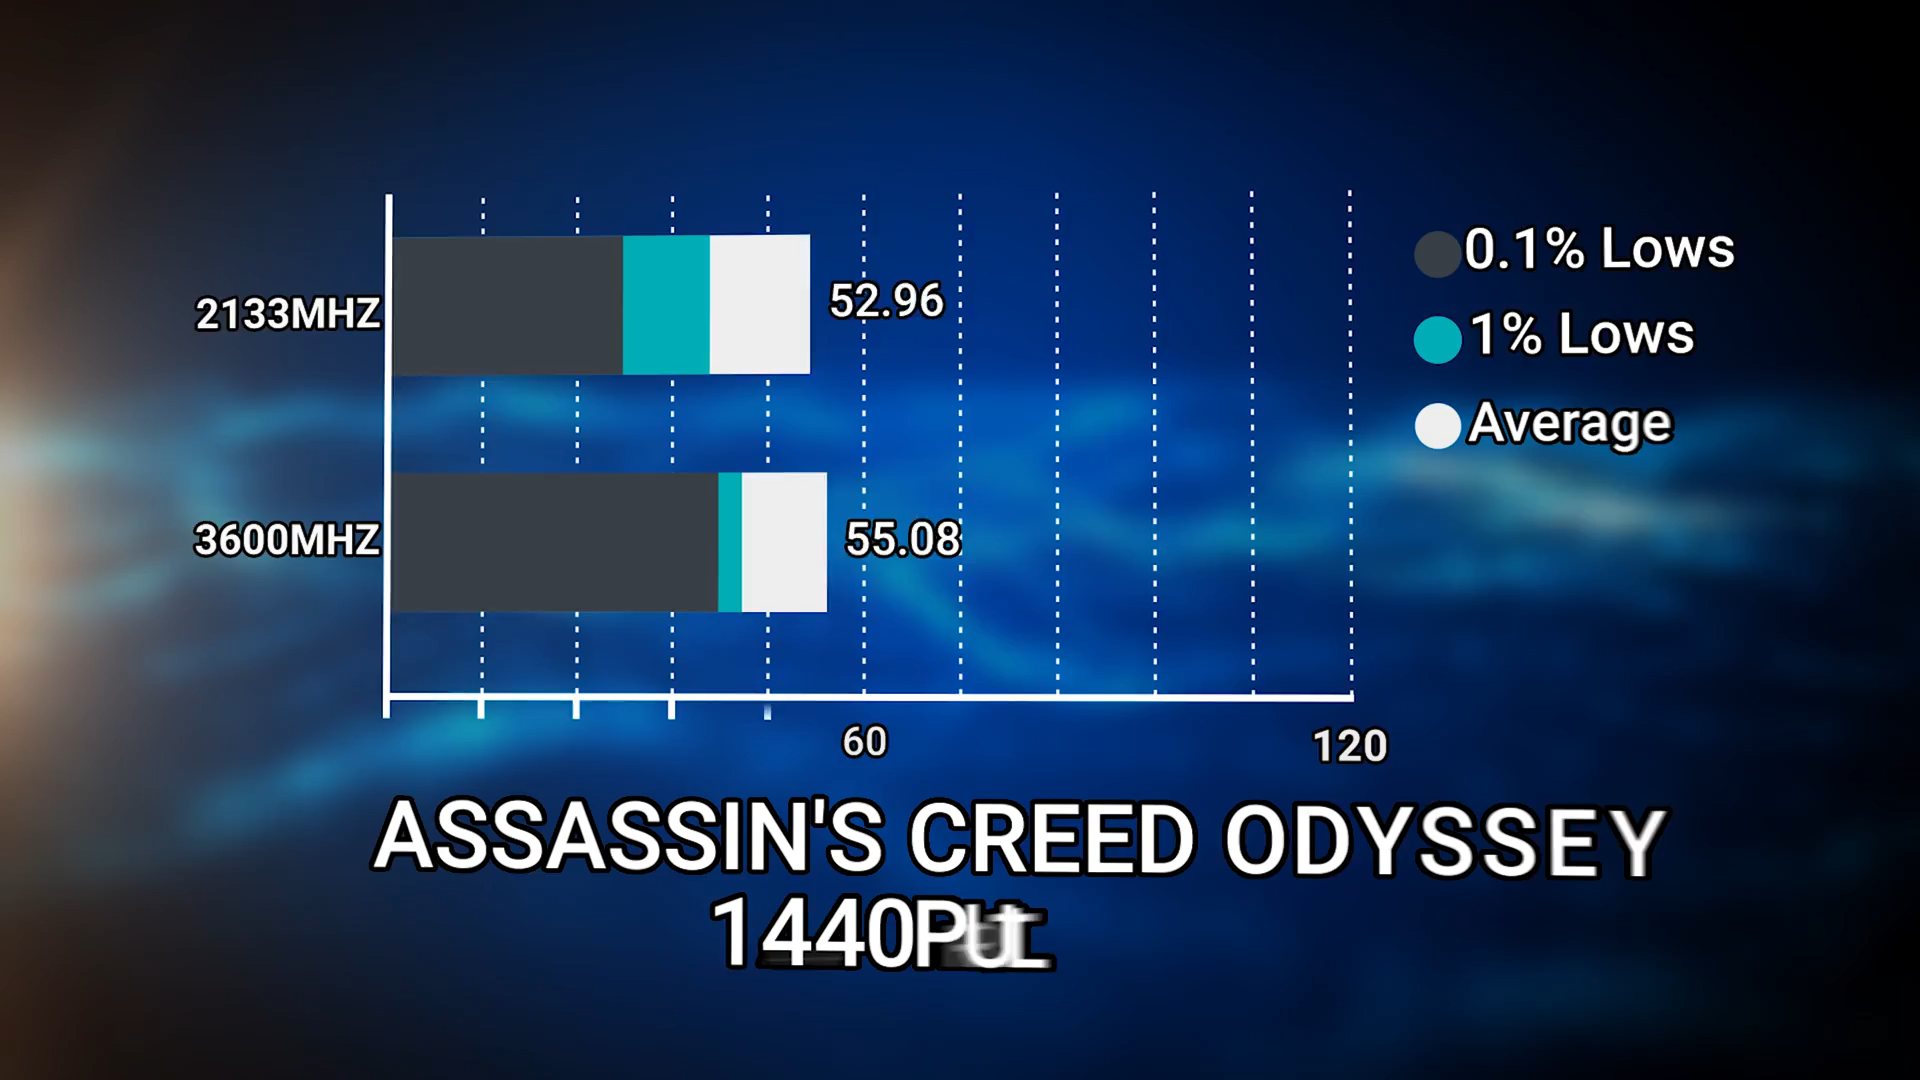 0.1% Lows
1% Lows
Average
2133MHZ
52.96
3600MHZ
55.08
60
120
ASSASSIN'S CREED ODYSSEY
1440P